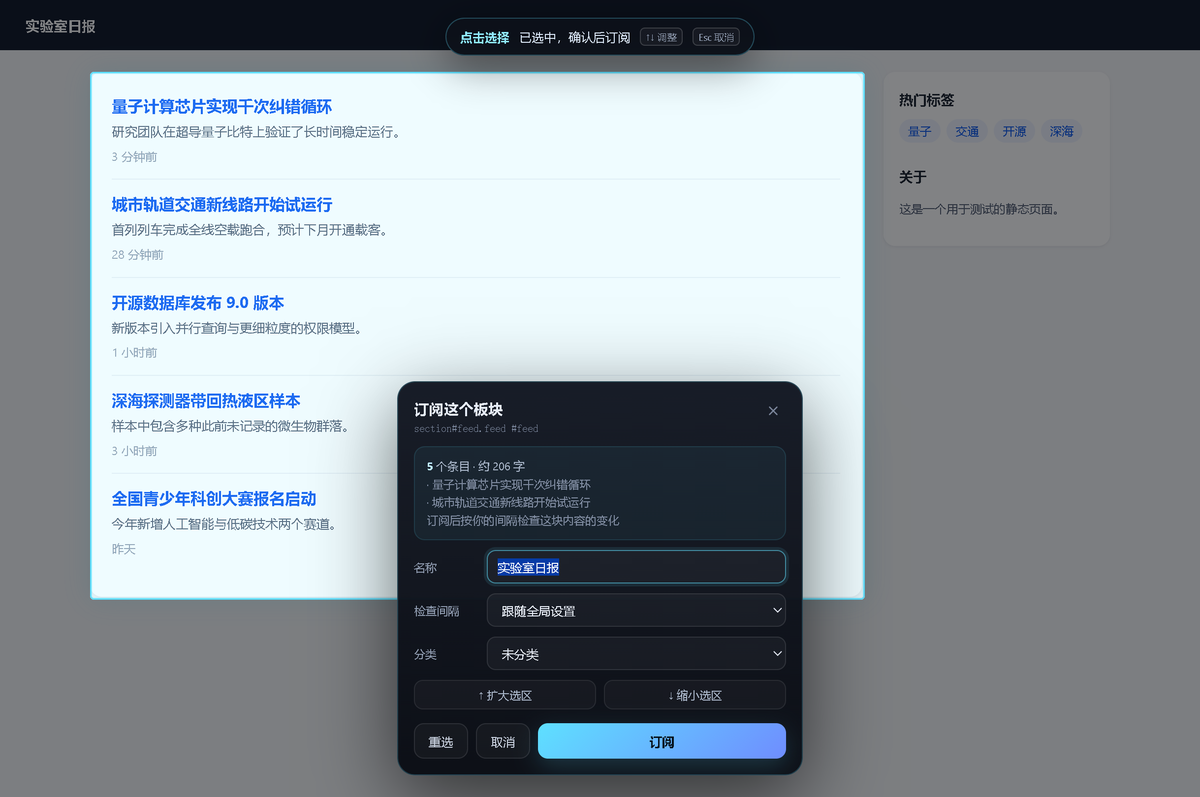 实验室日报
点击选择 已选中，确认后订阅 ↑↓ 调整 Esc 取消
量子计算芯片实现千次纠错循环
研究团队在超导量子比特上验证了长时间稳定运行。
3 分钟前
城市轨道交通新线路开始试运行
首列列车完成全线空载跑合，预计下月开通载客。
28 分钟前
开源数据库发布 9.0 版本
新版本引入并行查询与更细粒度的权限模型。
1 小时前
深海探测器带回热液区样本
样本中包含多种此前未记录的微生物群落。
3 小时前
全国青少年科创大赛报名启动
今年新增人工智能与低碳技术两个赛道。
昨天
热门标签
量子 交通 开源 深海
关于
这是一个用于测试的静态页面。
订阅这个板块
section#feed.feed #feed
5 个条目 · 约 206 字
· 量子计算芯片实现千次纠错循环
· 城市轨道交通新线路开始试运行
订阅后按你的间隔检查这块内容的变化
名称 实验室日报
检查间隔 跟随全局设置
分类 未分类
↑ 扩大选区 ↓ 缩小选区
重选 取消 订阅